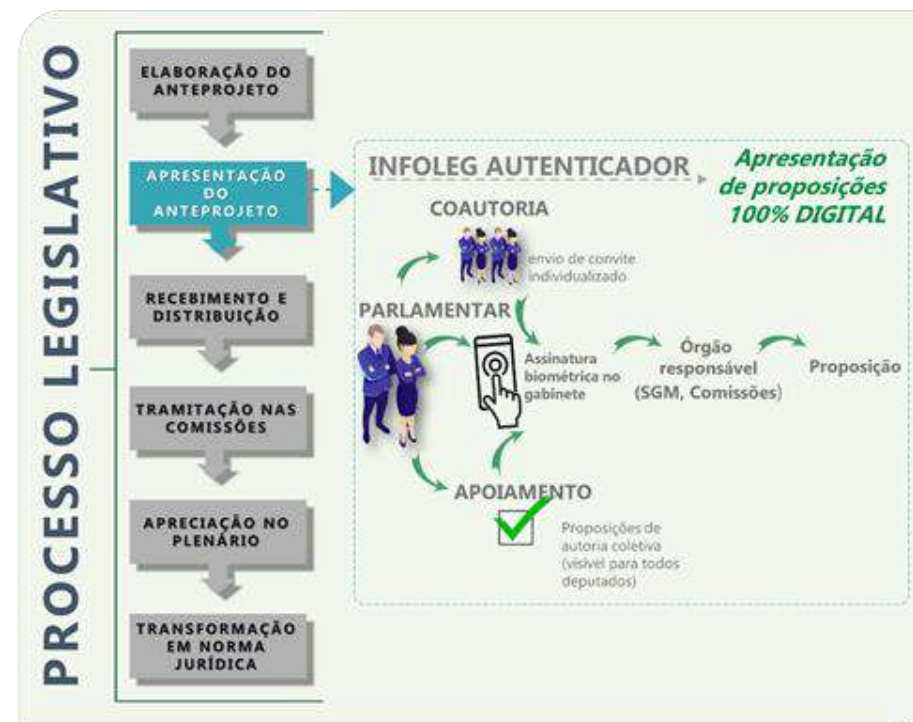 PROCESSO LEGISLATIVO
ELABORAÇÃO DO
ANTEPROJETO
APRESENTAÇÃO
DO
ANTEPROJETO
RECEBIMENTO E
DISTRIBUIÇÃO
TRAMITAÇÃO NAS
COMISSÕES
APRECIAÇÃO NO
PLENÁRIO
TRANSFORMAÇÃO
EM NORMA
JURÍDICA
INFOLEG AUTENTICADOR
Apresentação
de proposições
100% DIGITAL
COAUTORIA
envio de convite
individualizado
PARLAMENTAR
Assinatura
biométrica no
gabinete
Órgão
responsável
(SGM, Comissões)
Proposição
APOIAMENTO
Proposições de
autoria coletiva
(visível para todos
deputados)